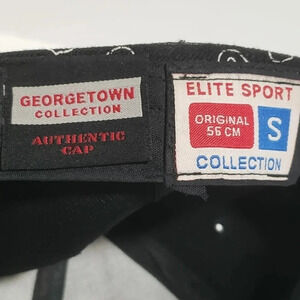 GEORGETOWN
COLLECTION
AUTHENTIC
CAP
ELITE SPORT
ORIGINAL
56 CM
S
COLLECTION